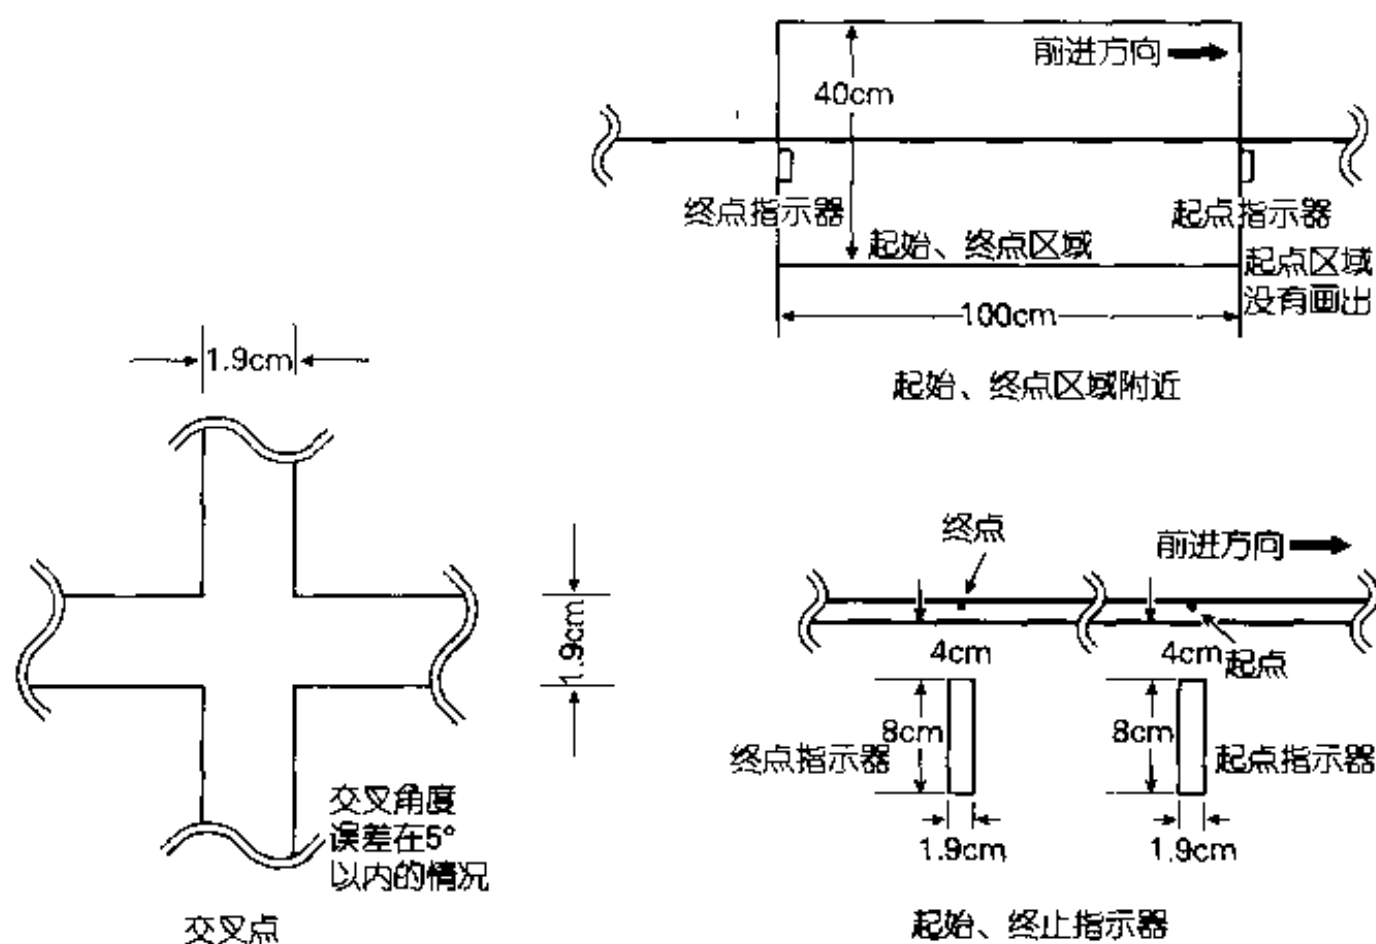 前进方向
40cm
终点指示器
起点指示器
起始、终点区域
起点区域
没有画出
100cm
起始、终点区域附近
1.9cm
1.9cm
交叉角度
误差在5°
以内的情况
交叉点
终点
前进方向
4cm
4cm
起点
8cm
8cm
终点指示器
起点指示器
1.9cm
1.9cm
起始、终止指示器